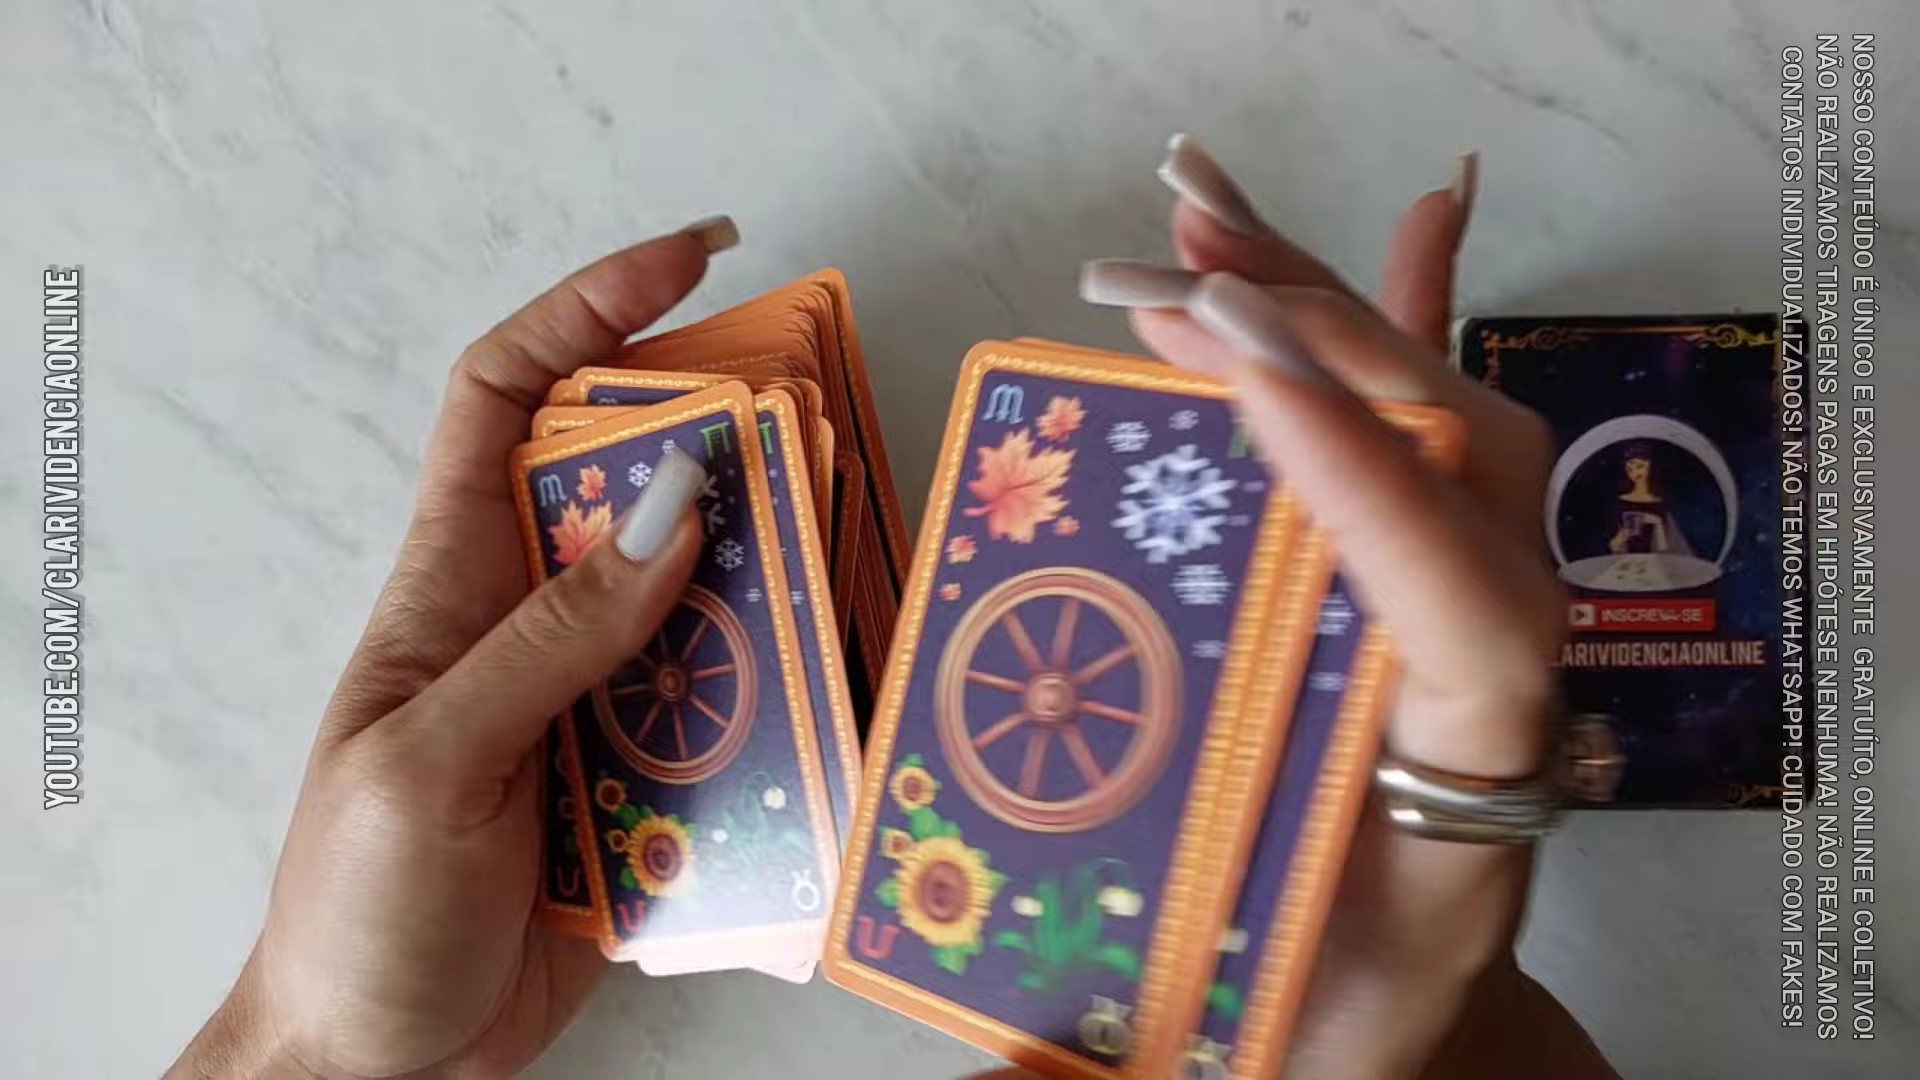 YOUTUBE.COM/CLARIVIDENCIAONLINE
NOSSO CONTEÚDO É ÚNICO E EXCLUSIVAMENTE GRATUÍTO, ONLINE E COLETIVO!
NÃO REALIZAMOS TIRAGENS PAGAS EM HIPÓTESE NENHUMA! NÃO REALIZAMOS
CONTATOS INDIVIDUALIZADOS! NÃO TEMOS WHATSAPP! CUIDADO COM FAKES!
INSCREVA-SE
LARIVIDENCIAONLINE